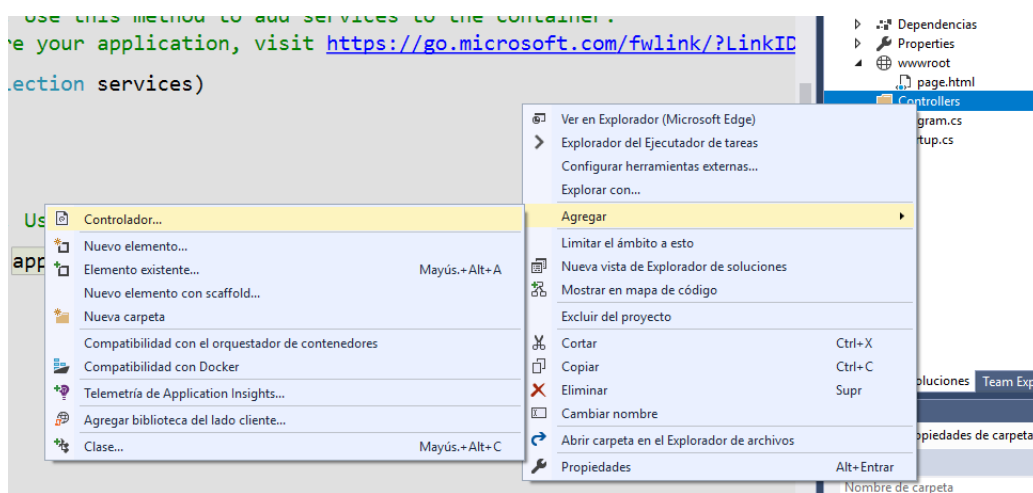 Use this method to add services to the container.
re your application, visit https://go.microsoft.com/fwlink/?LinkID
lection services)
Us
app
Dependencias
Properties
wwwroot
page.html
Controllers
gram.cs
tup.cs
Ver en Explorador (Microsoft Edge)
Explorador del Ejecutador de tareas
Configurar herramientas externas...
Explorar con...
Agregar
Limitar el ámbito a esto
Nueva vista de Explorador de soluciones
Mostrar en mapa de código
Excluir del proyecto
Cortar Ctrl+X
Copiar Ctrl+C
Eliminar Supr
Cambiar nombre
Abrir carpeta en el Explorador de archivos
Propiedades Alt+Entrar
Controlador...
Nuevo elemento...
Elemento existente... Mayús.+Alt+A
Nuevo elemento con scaffold...
Nueva carpeta
Compatibilidad con el orquestador de contenedores
Compatibilidad con Docker
Telemetría de Application Insights...
Agregar biblioteca del lado cliente...
Clase... Mayús.+Alt+C
oluciones Team Exp
opiedades de carpeta
Nombre de carpeta